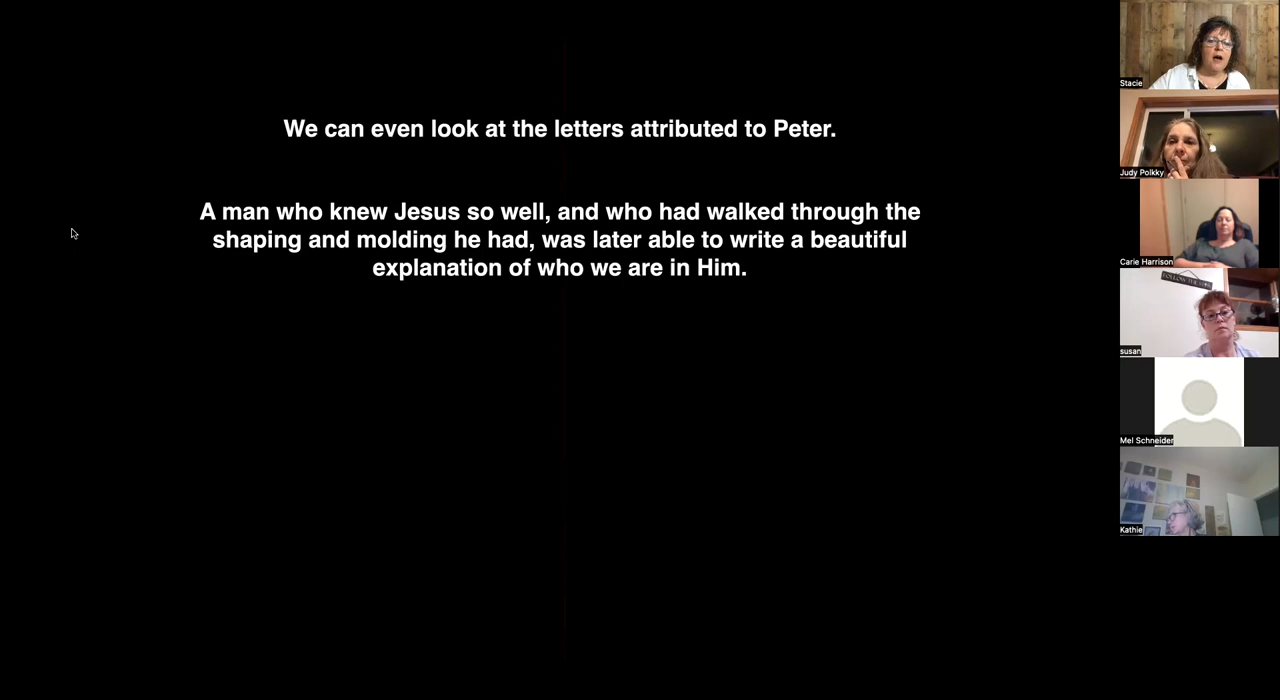 We can even look at the letters attributed to Peter.
A man who knew Jesus so well, and who had walked through the
shaping and molding he had, was later able to write a beautiful
explanation of who we are in Him.
Stacie
Judy Polkky
Carie Harrison
FOLLOW THE
susan
Mel Schneider
Kathie